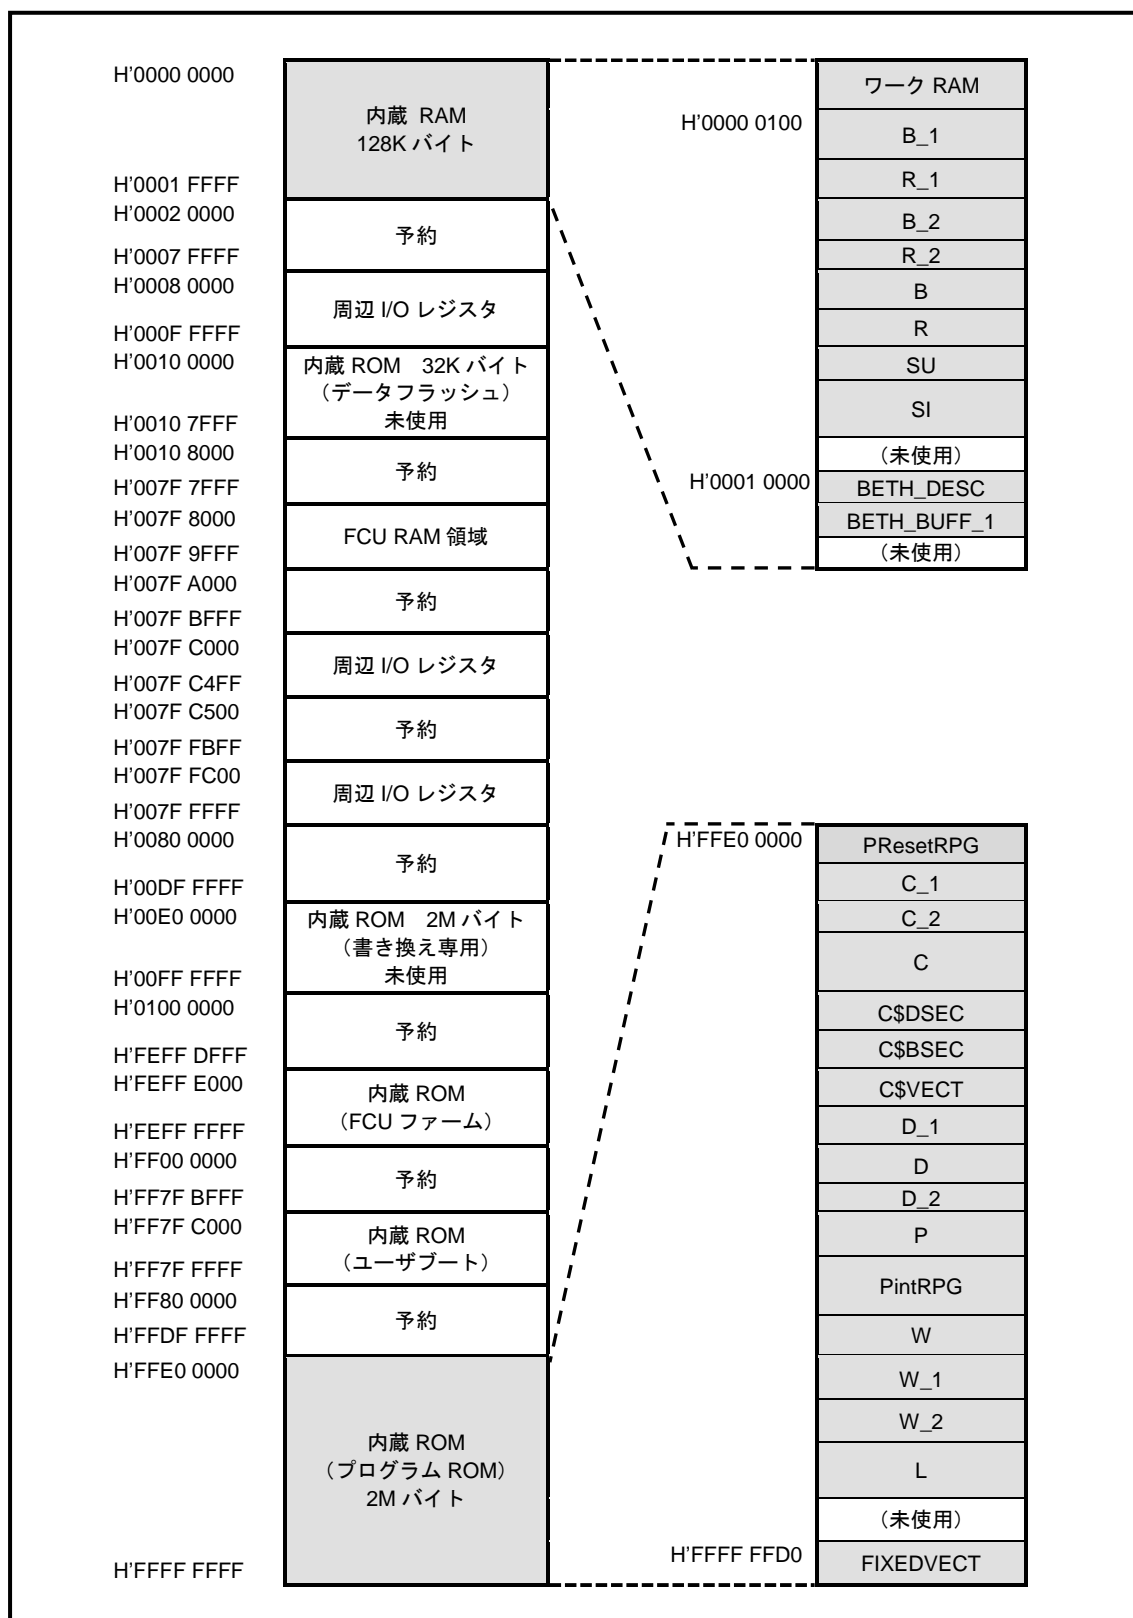 H'0000 0000
内蔵 RAM
128K バイト
H'0001 FFFF
H'0002 0000
予約
H'0007 FFFF
H'0008 0000
周辺 I/O レジスタ
H'000F FFFF
H'0010 0000
内蔵 ROM 32K バイト
（データフラッシュ）
未使用
H'0010 7FFF
H'0010 8000
予約
H'007F 7FFF
H'007F 8000
FCU RAM 領域
H'007F 9FFF
H'007F A000
予約
H'007F BFFF
H'007F C000
周辺 I/O レジスタ
H'007F C4FF
H'007F C500
予約
H'007F FBFF
H'007F FC00
周辺 I/O レジスタ
H'007F FFFF
H'0080 0000
予約
H'00DF FFFF
H'00E0 0000
内蔵 ROM 2M バイト
（書き換え専用）
未使用
H'00FF FFFF
H'0100 0000
予約
H'FEFF DFFF
H'FEFF E000
内蔵 ROM
（FCU ファーム）
H'FEFF FFFF
H'FF00 0000
予約
H'FF7F BFFF
H'FF7F C000
内蔵 ROM
（ユーザブート）
H'FF7F FFFF
H'FF80 0000
予約
H'FFDF FFFF
H'FFE0 0000
内蔵 ROM
（プログラム ROM）
2M バイト
H'FFFF FFFF
ワーク RAM
H'0000 0100
B_1
R_1
B_2
R_2
B
R
SU
SI
（未使用）
H'0001 0000
BETH_DESC
BETH_BUFF_1
（未使用）
H'FFE0 0000
PResetRPG
C_1
C_2
C
C$DSEC
C$BSEC
C$VECT
D_1
D
D_2
P
PintRPG
W
W_1
W_2
L
（未使用）
H'FFFF FFD0
FIXEDVECT